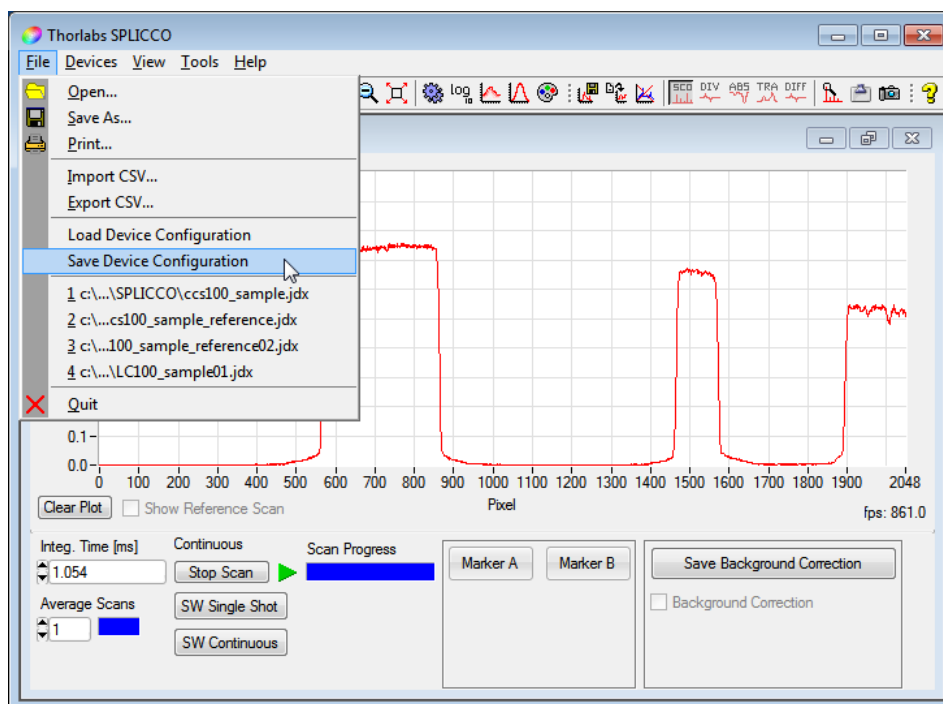 Thorlabs SPLICCO
File Devices View Tools Help
Open...
Save As...
Print...
Import CSV...
Export CSV...
Load Device Configuration
Save Device Configuration
1 c:\...\SPLICCO\ccs100_sample.jdx
2 c:\...cs100_sample_reference.jdx
3 c:\...100_sample_reference02.jdx
4 c:\...\LC100_sample01.jdx
Quit
log 10
SCO DIV ABS TRA DIFF
0.1
0.0
0 100 200 300 400 500 600 700 800 900 1000 1100 1200 1300 1400 1500 1600 1700 1800 1900 2048
Pixel
Clear Plot Show Reference Scan
fps: 861.0
Integ. Time [ms] Continuous Scan Progress
1.054 Stop Scan
Marker A Marker B Save Background Correction
Average Scans SW Single Shot Background Correction
1
SW Continuous